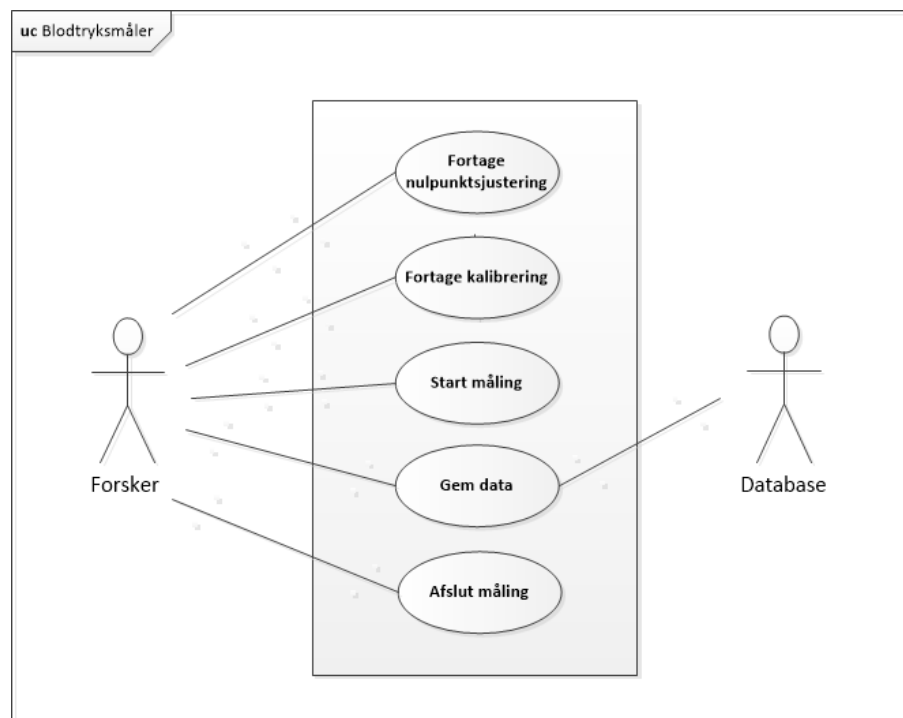 uc Blodtryksmåler
Fortage
nulpunktsjustering
Fortage kalibrering
Start måling
Gem data
Afslut måling
Forsker
Database